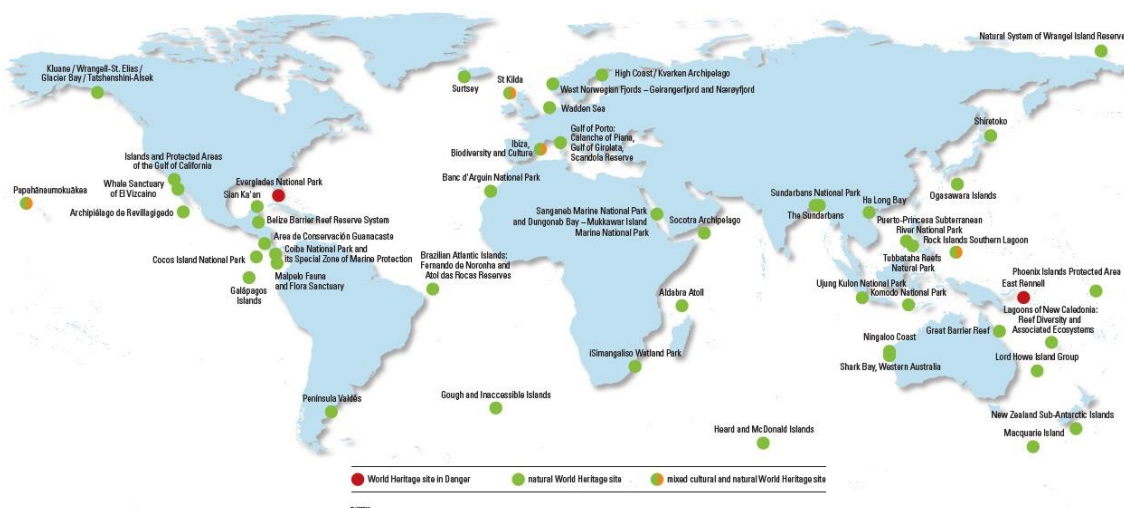 Natural System of Wrangel Island Reserve
Kluane / Wrangell-St. Elias /
Glacier Bay / Tatshenshini-Alsek
Surtsey
St Kilda
High Coast / Kvarken Archipelago
West Norwegian Fjords – Geirangerfjord and Nærøyfjord
Wadden Sea
Gulf of Porto:
Calanche of Piana,
Gulf of Girolata,
Scandola Reserve
Ibiza,
Biodiversity and Culture
Shiretoko
Islands and Protected Areas
of the Gulf of California
Papahānaumokuākea
Whale Sanctuary
of El Vizcaino
Everglades National Park
Sian Ka'an
Archipiélago de Revillagigedo
Belize Barrier Reef Reserve System
Banc d'Arguin National Park
Sanganeb Marine National Park
and Dungonab Bay – Mukkawar Island
Marine National Park
Socotra Archipelago
Sundarbans National Park
The Sundarbans
Ha Long Bay
Ogasawara Islands
Puerto-Princesa Subterranean
River National Park
Rock Islands Southern Lagoon
Tubbataha Reefs
Natural Park
Area de Conservación Guanacaste
Coiba National Park and
its Special Zone of Marine Protection
Cocos Island National Park
Malpelo Fauna
and Flora Sanctuary
Galápagos
Islands
Brazilian Atlantic Islands:
Fernando de Noronha and
Atol das Rocas Reserves
Aldabra Atoll
Ujung Kulon National Park
Komodo National Park
Phoenix Islands Protected Area
East Rennell
Lagoons of New Caledonia:
Reef Diversity and
Associated Ecosystems
Great Barrier Reef
Ningaloo Coast
Shark Bay, Western Australia
Lord Howe Island Group
iSimangaliso Wetland Park
Península Valdés
Gough and Inaccessible Islands
Heard and McDonald Islands
New Zealand Sub-Antarctic Islands
Macquarie Island
World Heritage site in Danger
natural World Heritage site
mixed cultural and natural World Heritage site